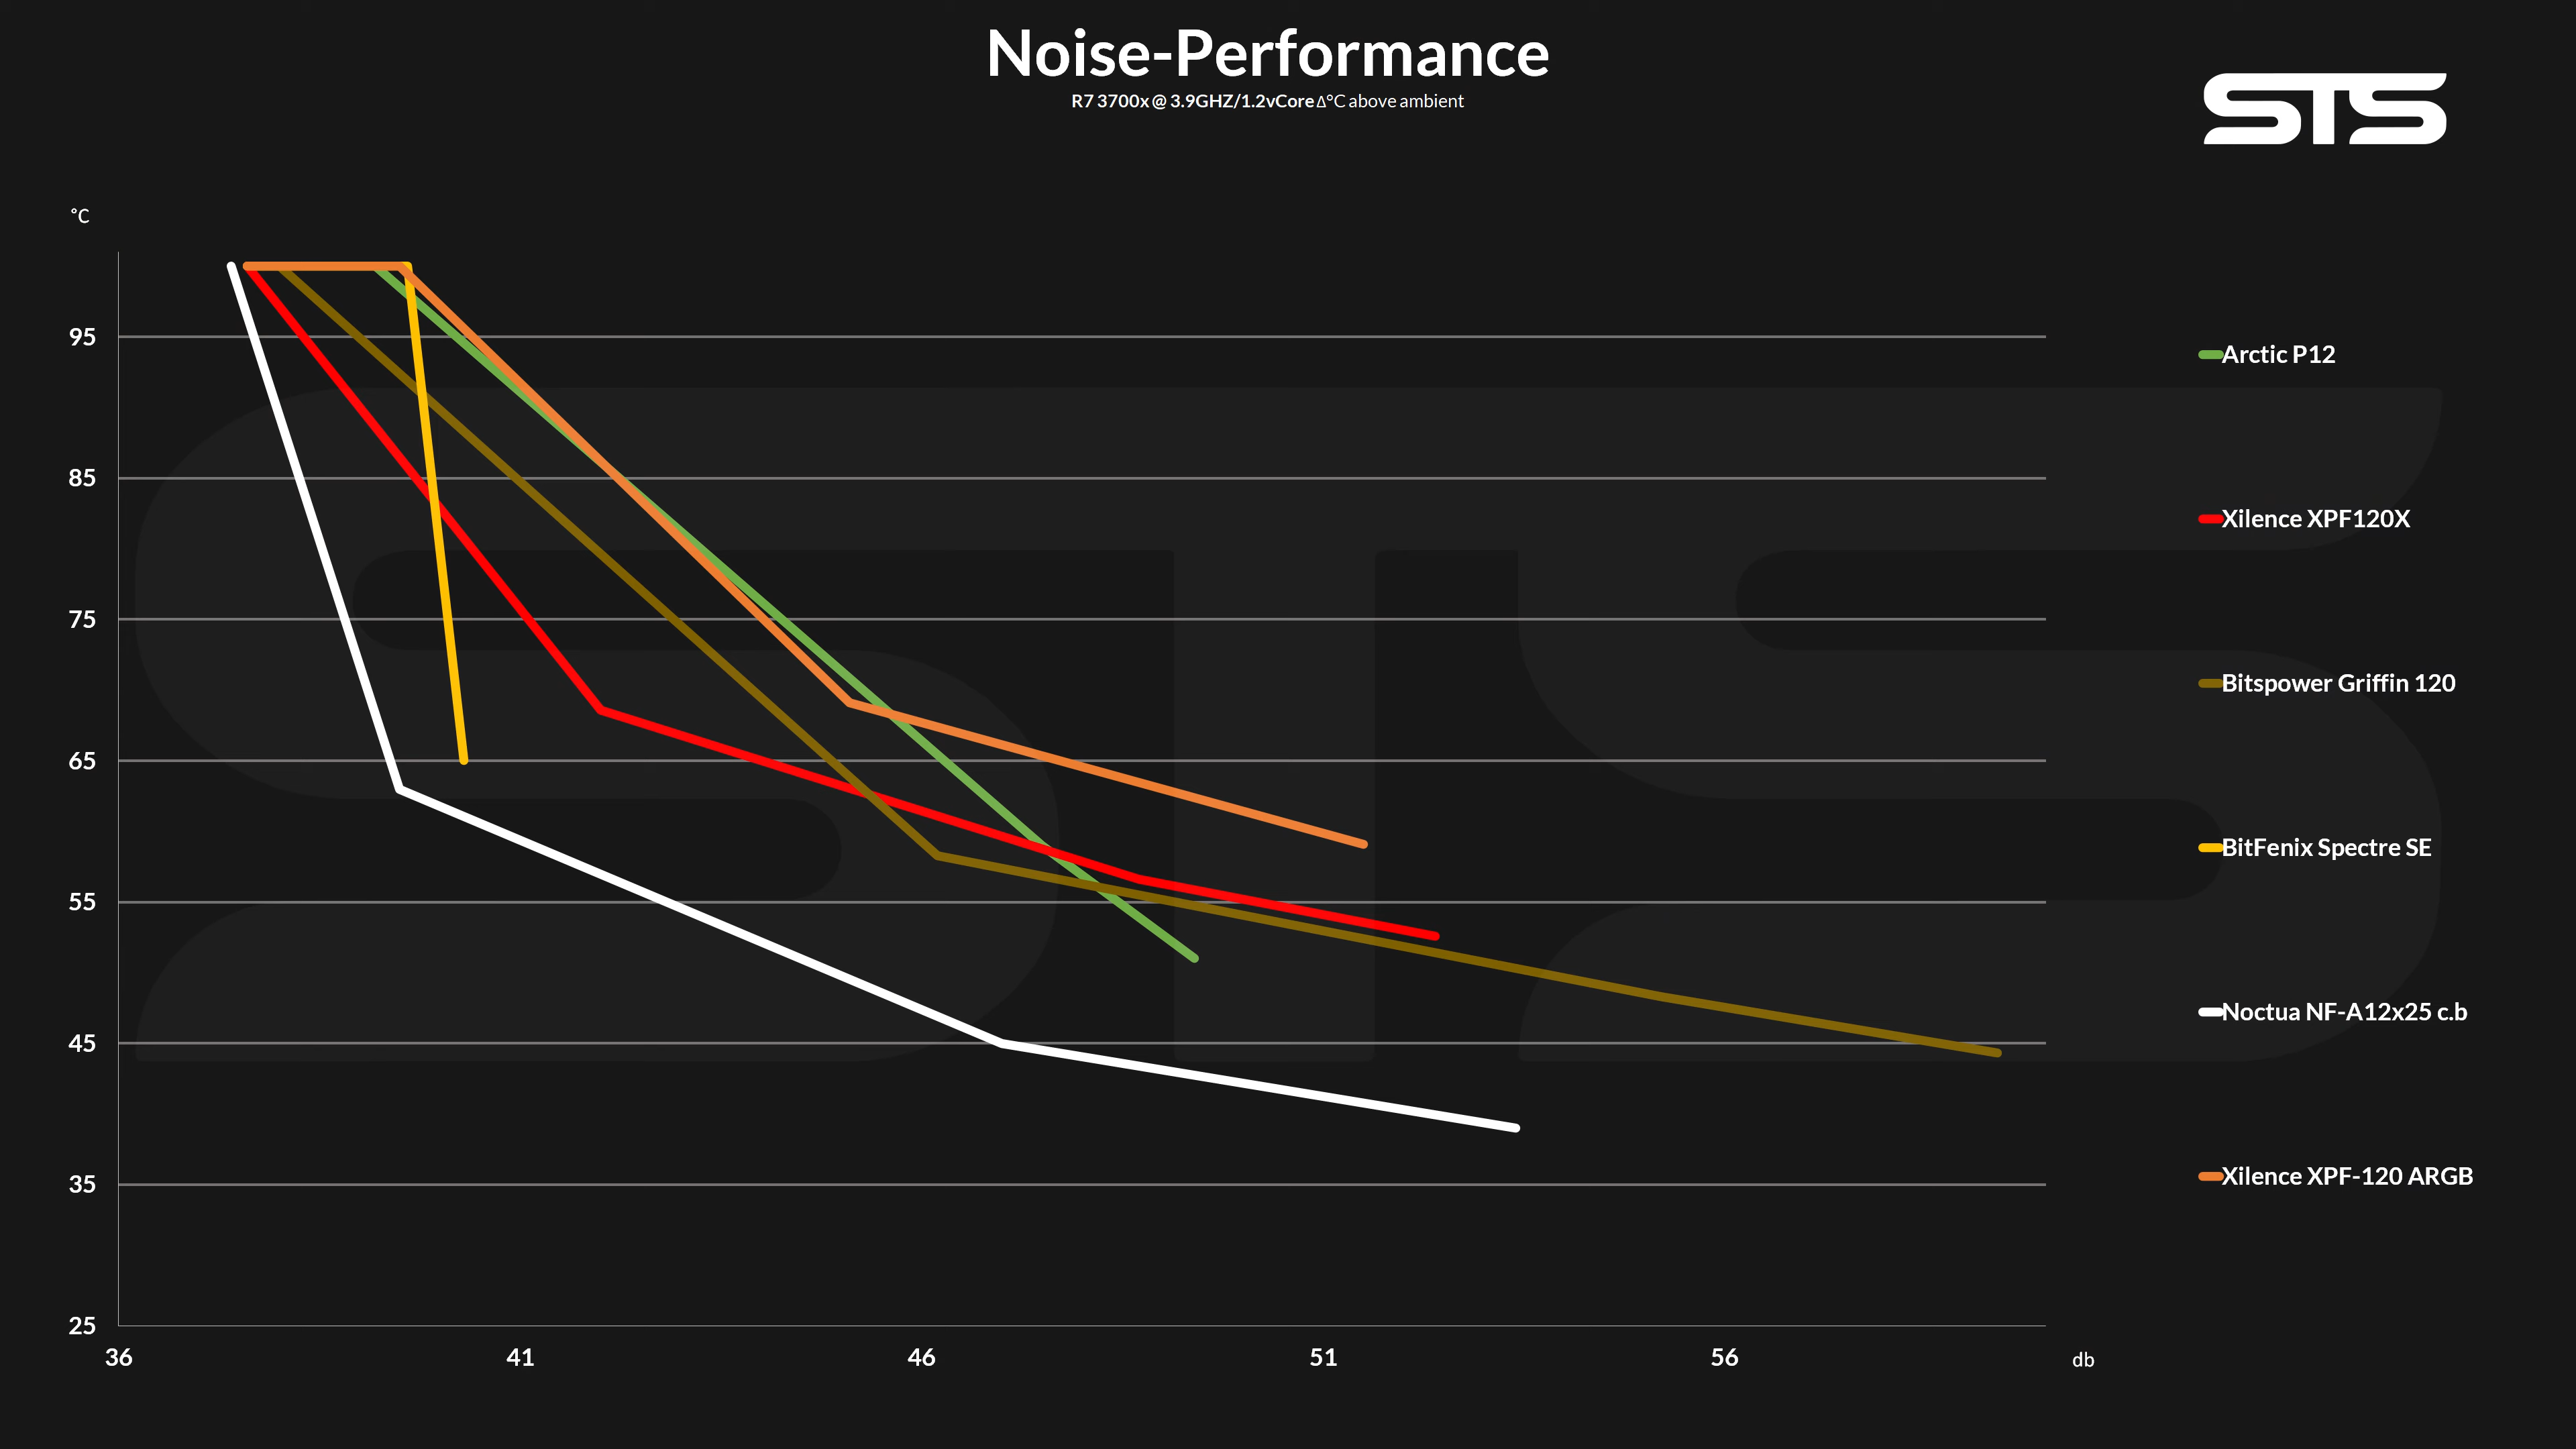 Noise-Performance
R7 3700x @ 3.9GHZ/1.2vCore Δ°C above ambient
STS
°C
95
85
75
65
55
45
35
25
36 41 46 51 56 db
Arctic P12
Xilence XPF120X
Bitspower Griffin 120
BitFenix Spectre SE
Noctua NF-A12x25 c.b
Xilence XPF-120 ARGB
STS